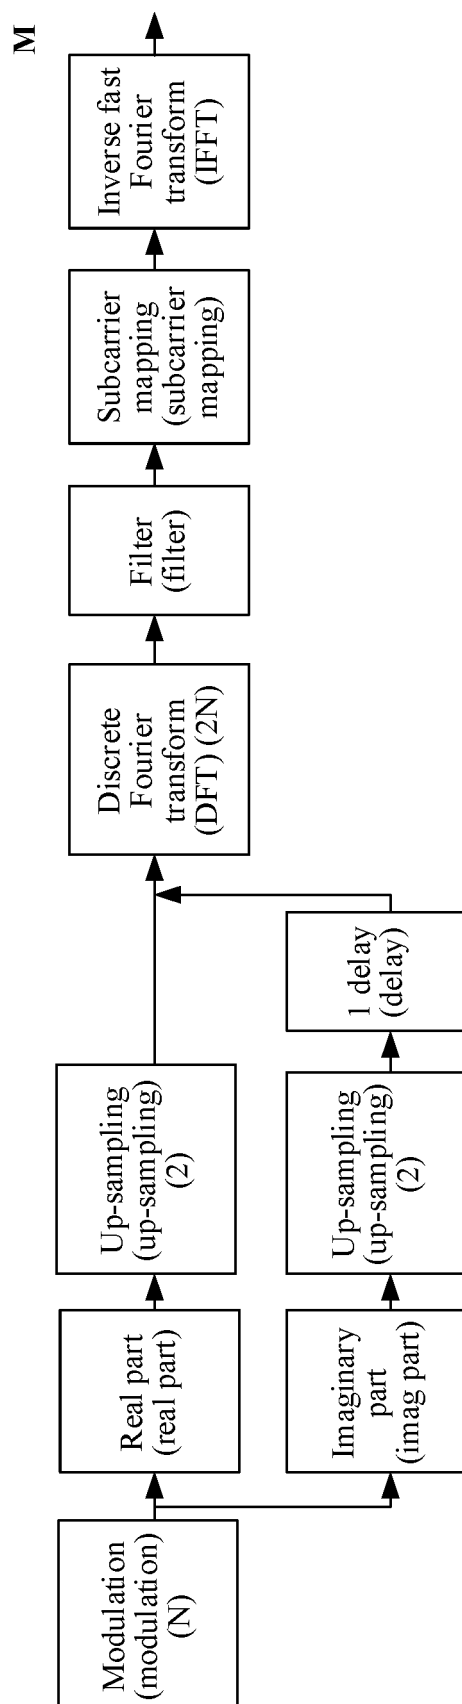 Modulation
(modulation)
(N)
Real part
(real part)
Up-sampling
(up-sampling)
(2)
Imaginary
part
(imag part)
Up-sampling
(up-sampling)
(2)
1 delay
(delay)
Discrete
Fourier
transform
(DFT) (2N)
Filter
(filter)
Subcarrier
mapping
(subcarrier
mapping)
Inverse fast
Fourier
transform
(IFFT)
M